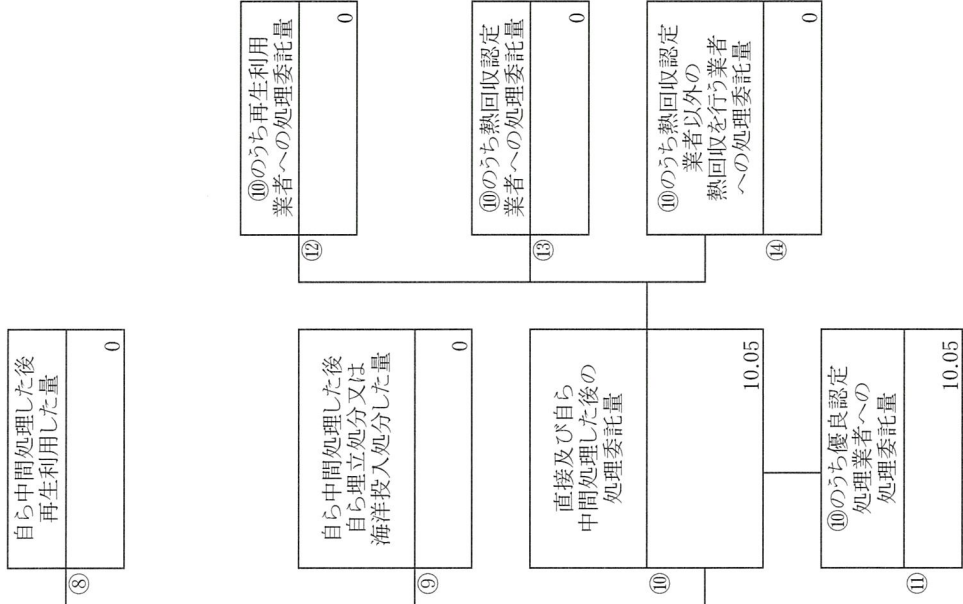 ⑧
自ら中間処理した後
再生利用した量
0
⑨
自ら中間処理した後
自ら埋立処分又は
海洋投入処分した量
0
⑩
直接及び自ら
中間処理した後の
処理委託量
10.05
⑪
⑩のうち優良認定
処理業者への
処理委託量
10.05
⑫
⑩のうち再生利用
業者への処理委託量
0
⑬
⑩のうち熱回収認定
業者への処理委託量
0
⑭
⑩のうち熱回収認定
業者以外の
熱回収を行う業者
への処理委託量
0